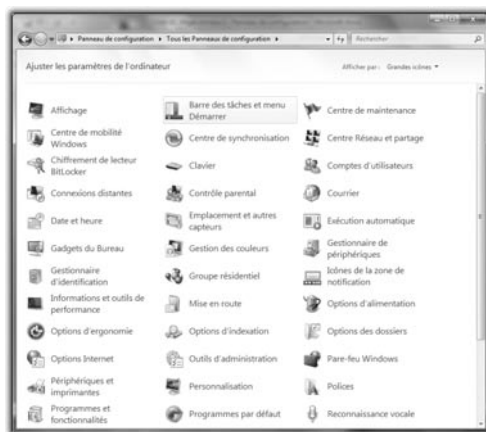 Panneau de configuration ▸ Tous les Panneaux de configuration ▸
Rechercher
Ajuster les paramètres de l'ordinateur
Afficher par : Grandes icônes
Affichage
Barre des tâches et menu
Démarrer
Centre de maintenance
Centre de mobilité
Windows
Centre de synchronisation
Centre Réseau et partage
Chiffrement de lecteur
BitLocker
Clavier
Comptes d'utilisateurs
Connexions distantes
Contrôle parental
Courrier
Date et heure
Emplacement et autres
capteurs
Exécution automatique
Gadgets du Bureau
Gestion des couleurs
Gestionnaire de
périphériques
Gestionnaire
d'identification
Groupe résidentiel
Icônes de la zone de
notification
Informations et outils de
performance
Mise en route
Options d'alimentation
Options d'ergonomie
Options d'indexation
Options des dossiers
Options Internet
Outils d'administration
Pare-feu Windows
Périphériques et
imprimantes
Personnalisation
Polices
Programmes et
fonctionnalités
Programmes par défaut
Reconnaissance vocale